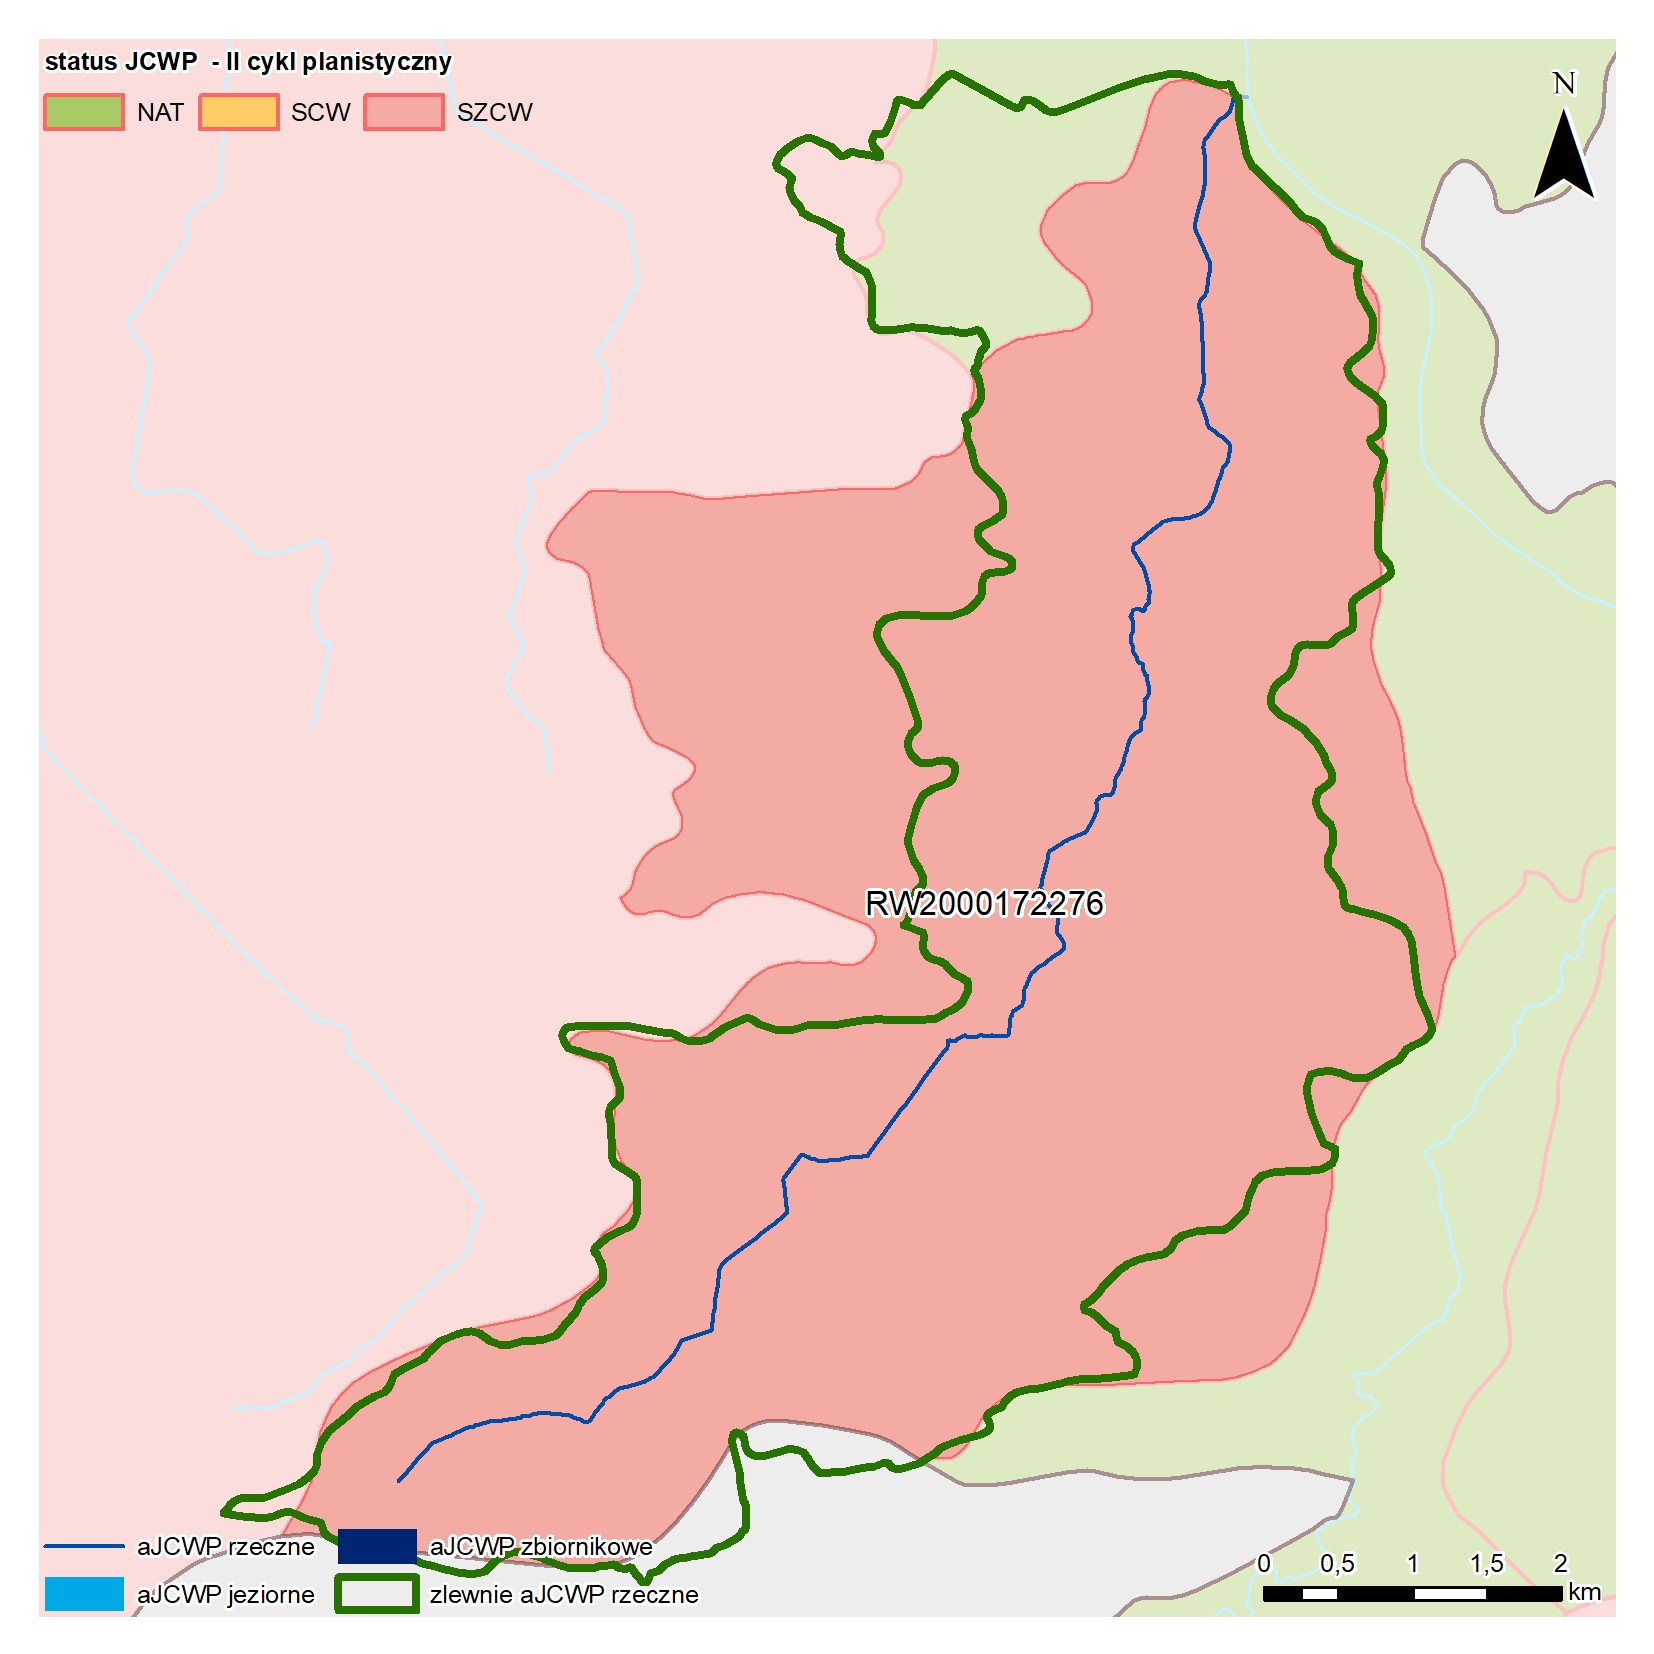 status JCWP - II cykl planistyczny
NAT SCW SZCW
N
RW2000172276
aJCWP rzeczne aJCWP zbiornikowe
aJCWP jeziorne zlewnie aJCWP rzeczne
0 0,5 1 1,5 2
km